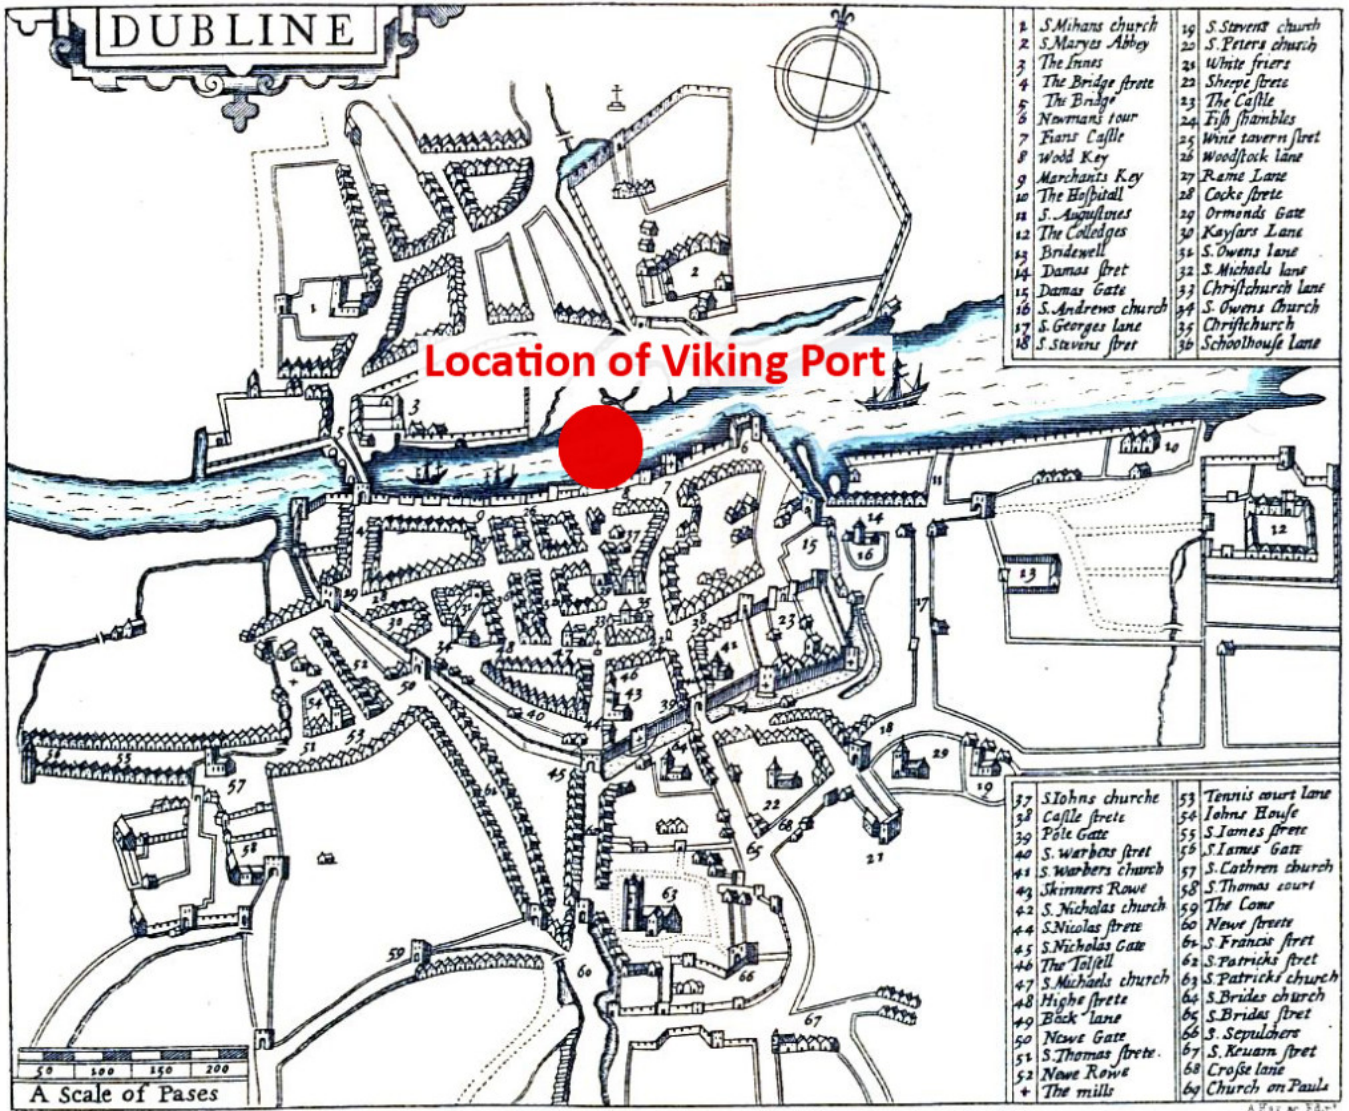 DUBLINE
Location of Viking Port
1 S.Mihans church
2 S.Maryes Abbey
3 The Innes
4 The Bridge strete
5 The Bridge
6 Newmans tour
7 Fians Castle
8 Wood Key
9 Marchants Key
10 The Hospitall
11 S. Augustines
12 The Colledges
13 Bridewell
14 Damas stret
15 Damas Gate
16 S.Andrews church
17 S.Georges lane
18 S.Stevens stret
19 S.Stevens church
20 S.Peters church
21 White friers
22 Sheepe strete
23 The Castle
24 Fish shambles
25 Wine tavern stret
26 Woodstock lane
27 Rame Lane
28 Cocke strete
29 Ormonds Gate
30 Kaysars Lane
31 S.Owens lane
32 S.Michaels lane
33 Christchurch lane
34 S.Owens Church
35 Christchurch
36 Schoolhouse lane
37 S.Iohns churche
38 Castle strete
39 Pole Gate
40 S.warbers stret
41 S.Warbers church
43 Skinners Rowe
42 S.Nicholas church
44 S.Nicolas strete
45 S.Nicholas Gate
46 The Tolsell
47 S.Michaels church
48 Highe strete
49 Back lane
50 Newe Gate
51 S.Thomas strete.
52 Newe Rowe
+ The mills
53 Tennis court lane
54 Iohns House
55 S.Iames strete
56 S.Iames Gate
57 S.Cathren church
58 S.Thomas court
59 The Come
60 Newe streete
61 S.Francis stret
62 S.Patricks stret
63 S.Patricks church
64 S.Brides church
65 S.Brides stret
66 S.Sepulchers
67 S.Kevam stret
68 Crosse lane
69 Church on Pauls
50 100 150 200
A Scale of Pases